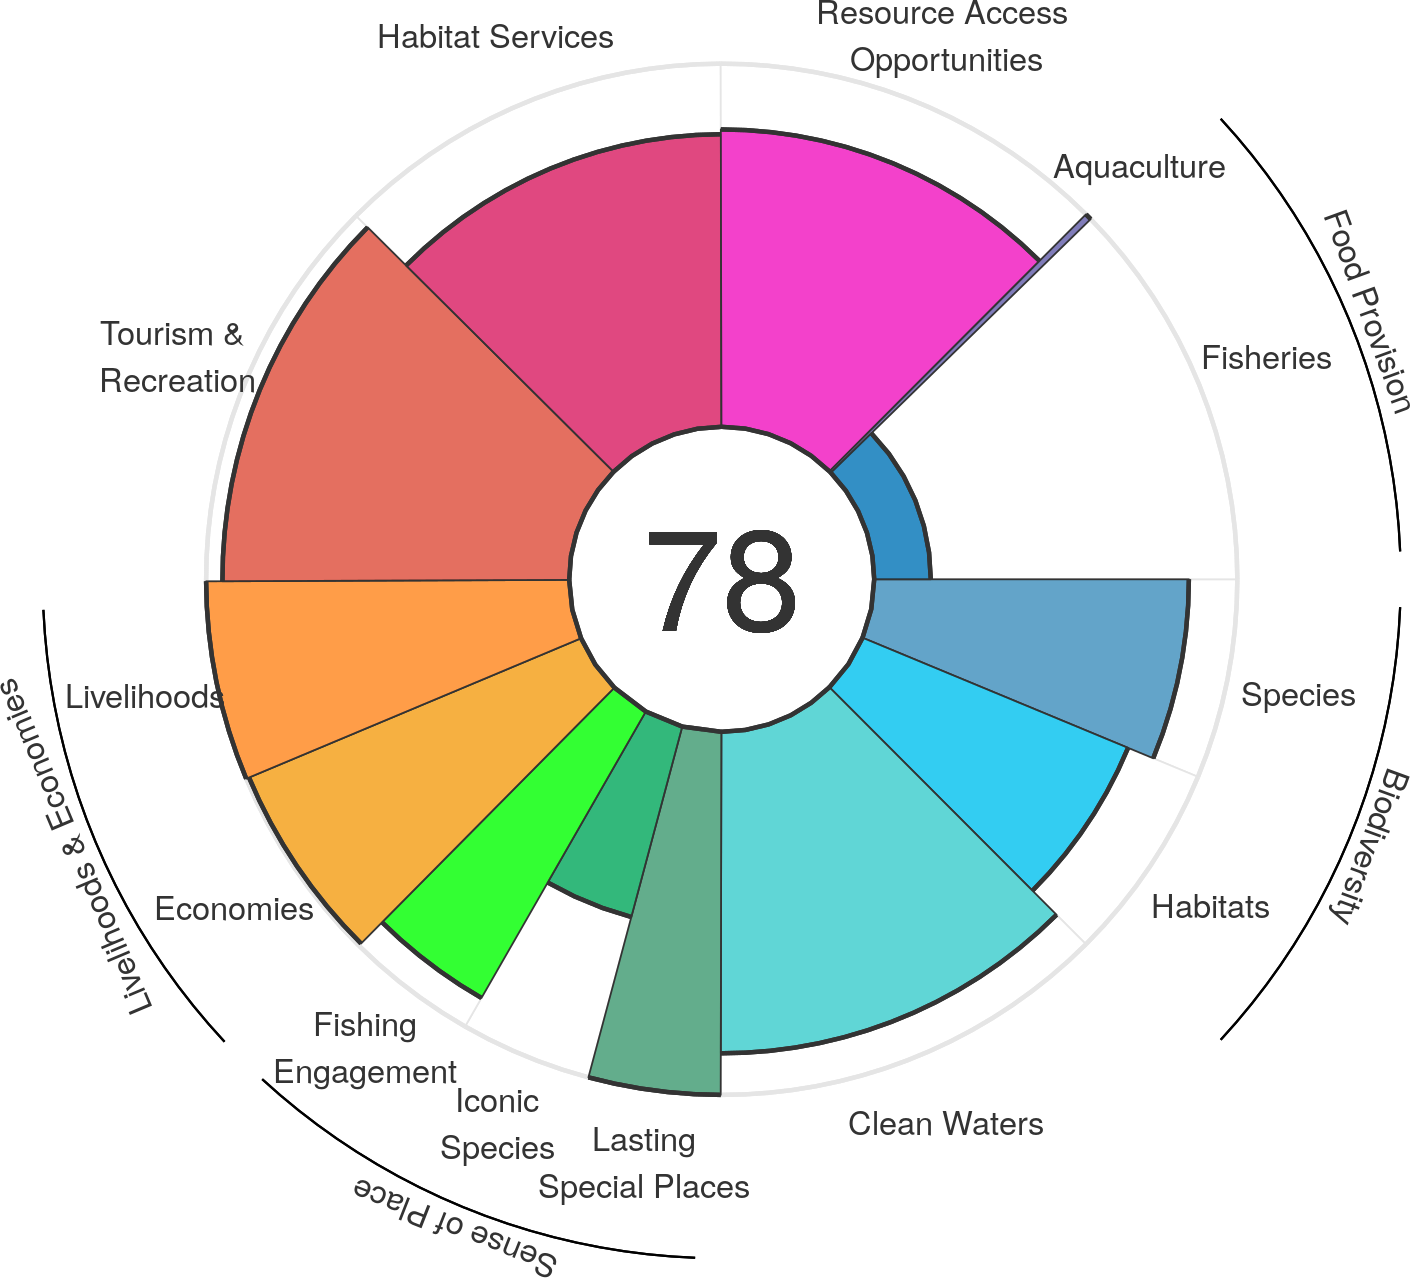 Resource Access
Opportunities
Habitat Services
Aquaculture
Food Provision
Fisheries
Tourism &
Recreation
78
Species
Livelihoods
Livelihoods & Economies
Biodiversity
Habitats
Economies
Fishing
Engagement
Iconic
Species
Lasting
Special Places
Clean Waters
Sense of Place